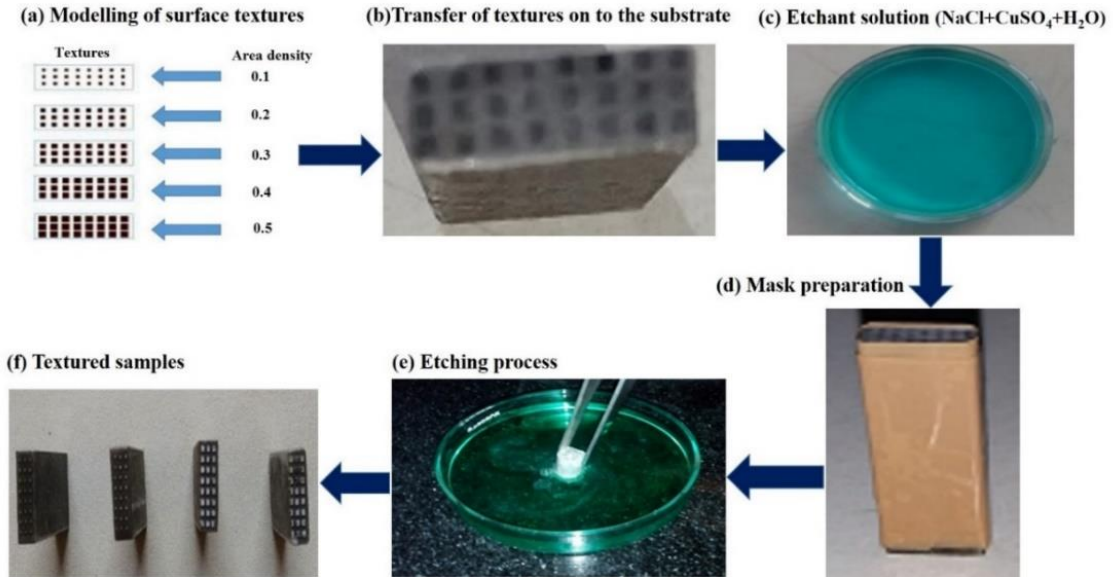 (a) Modelling of surface textures
(b)Transfer of textures on to the substrate
(c) Etchant solution (NaCl+CuSO₄+H₂O)
Textures
Area density
0.1
0.2
0.3
0.4
0.5
(d) Mask preparation
(f) Textured samples
(e) Etching process